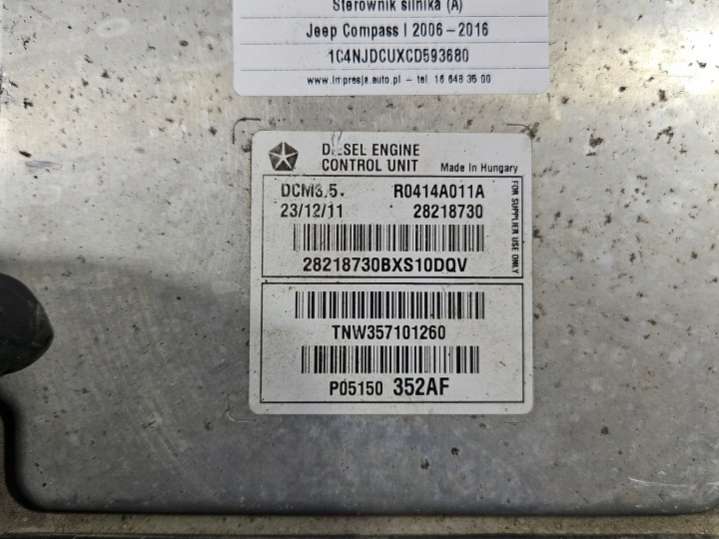 Sterownik silnika (A)
Jeep Compass I 2006-2016
1C4NJDCUXCD593680
www.impresja.auto.pl - tel. 16 648 35 00
DIESEL ENGINE
CONTROL UNIT Made In Hungary
DCM3.5. R0414A011A
23/12/11 28218730
28218730BXS10DQV
FOR SUPPLIER USE ONLY
TNW357101260
P05150 352AF